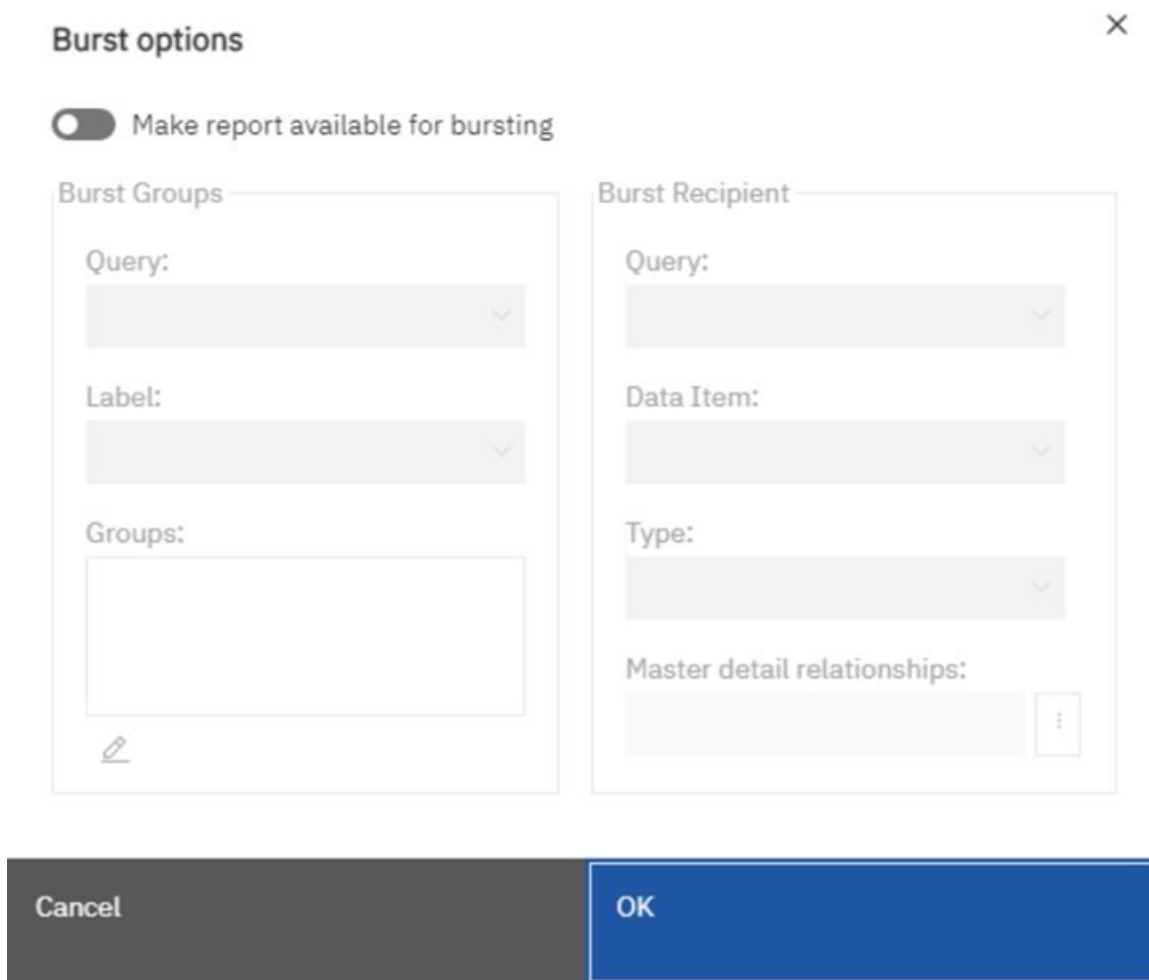 Burst options
Make report available for bursting
Burst Groups
Query:
Label:
Groups:
Burst Recipient
Query:
Data Item:
Type:
Master detail relationships:
Cancel
OK